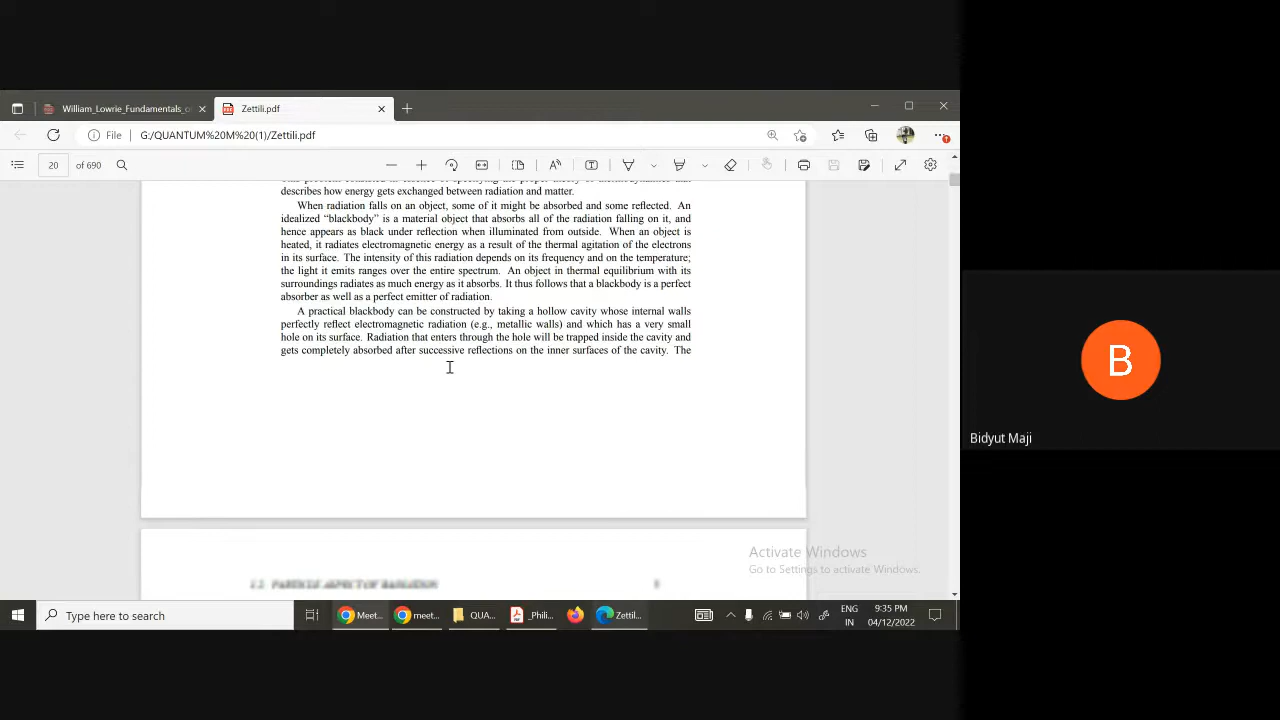 William_Lowrie_Fundamentals_o
Zettili.pdf
File
G:/QUANTUM%20M%20(1)/Zettili.pdf
20 of 690
describes how energy gets exchanged between radiation and matter.
When radiation falls on an object, some of it might be absorbed and some reflected. An
idealized “blackbody” is a material object that absorbs all of the radiation falling on it, and
hence appears as black under reflection when illuminated from outside. When an object is
heated, it radiates electromagnetic energy as a result of the thermal agitation of the electrons
in its surface. The intensity of this radiation depends on its frequency and on the temperature;
the light it emits ranges over the entire spectrum. An object in thermal equilibrium with its
surroundings radiates as much energy as it absorbs. It thus follows that a blackbody is a perfect
absorber as well as a perfect emitter of radiation.
A practical blackbody can be constructed by taking a hollow cavity whose internal walls
perfectly reflect electromagnetic radiation (e.g., metallic walls) and which has a very small
hole on its surface. Radiation that enters through the hole will be trapped inside the cavity and
gets completely absorbed after successive reflections on the inner surfaces of the cavity. The
B
Bidyut Maji
Activate Windows
Go to Settings to activate Windows.
Type here to search
Meet...
meet...
QUA...
_Phili...
Zettil...
ENG
IN
9:35 PM
04/12/2022